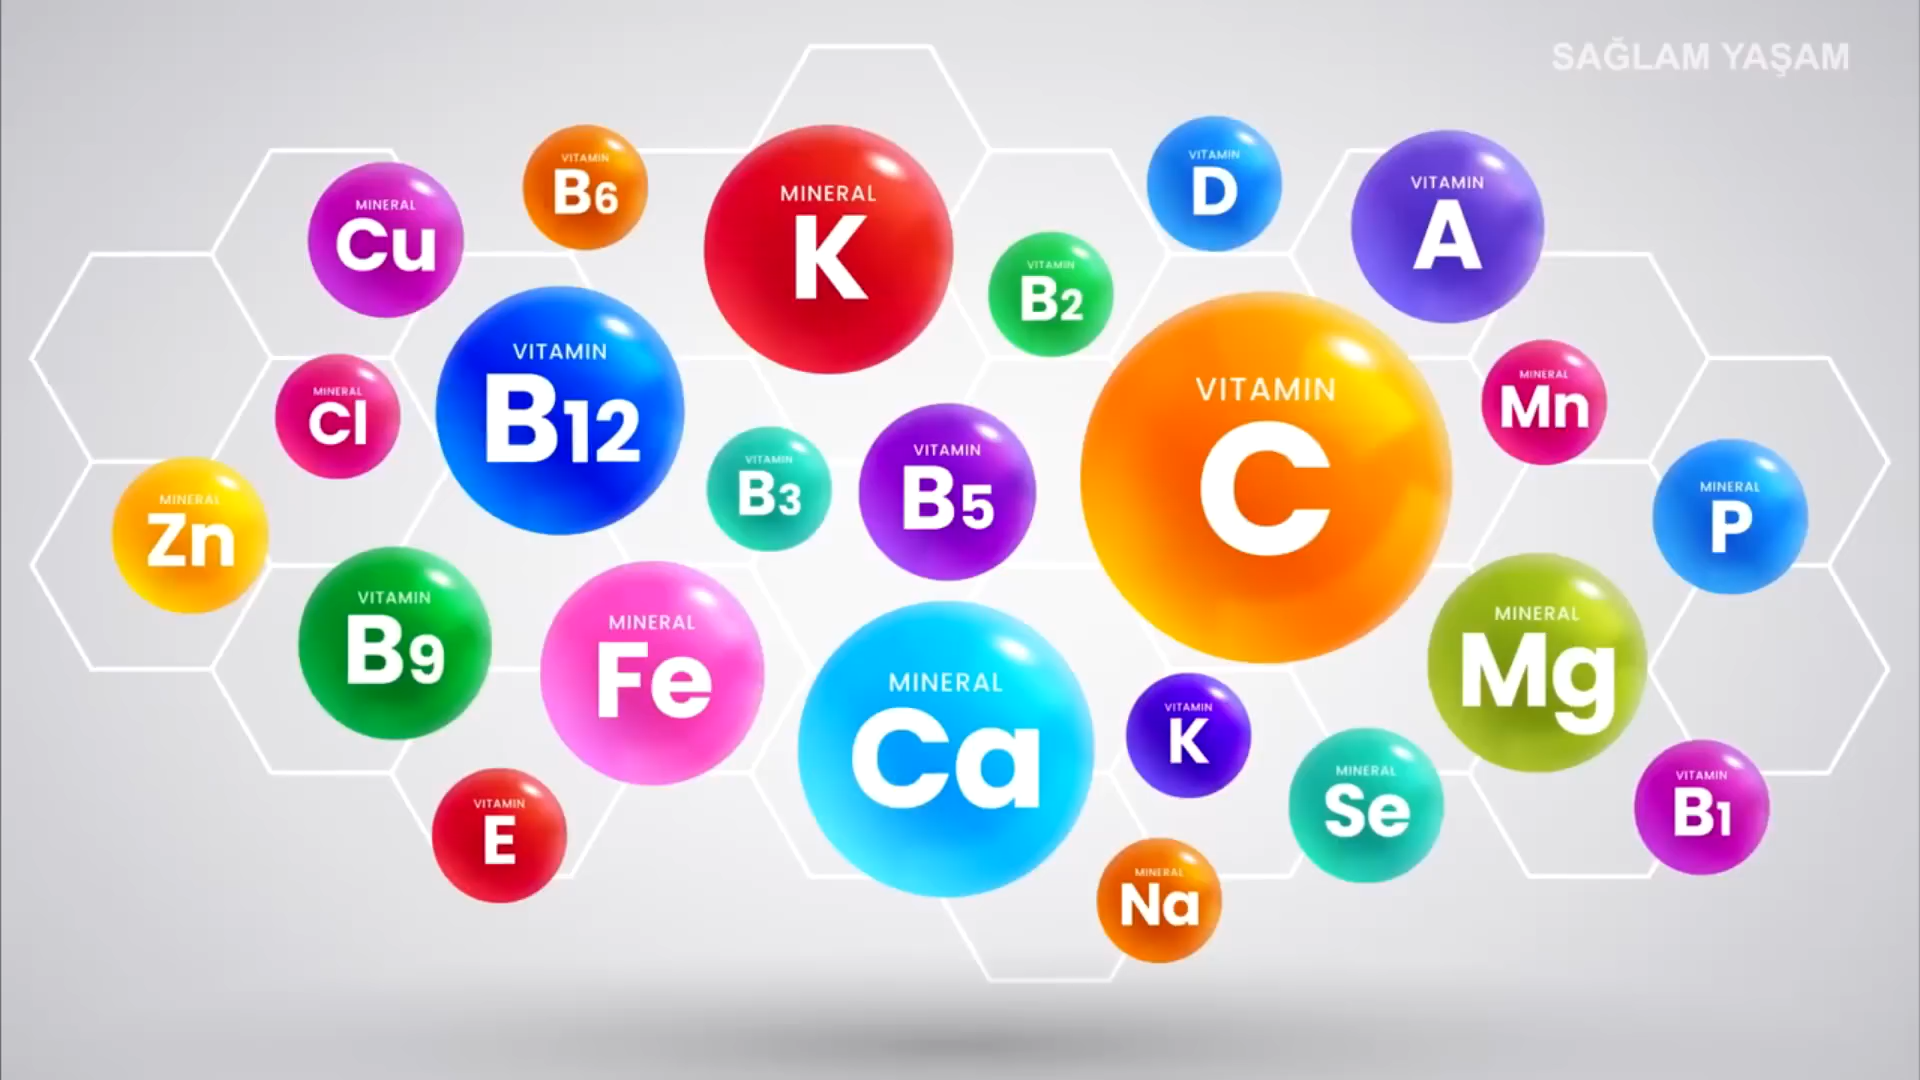 SAĞLAM YAŞAM
MINERAL
Cu
VITAMIN
B6
MINERAL
K
VITAMIN
B2
VITAMIN
D
VITAMIN
A
MINERAL
Cl
VITAMIN
B12
VITAMIN
B3
VITAMIN
B5
VITAMIN
C
MINERAL
Mn
MINERAL
P
MINERAL
Zn
VITAMIN
B9
MINERAL
Fe
MINERAL
Ca
VITAMIN
K
MINERAL
Mg
MINERAL
Se
VITAMIN
B1
VITAMIN
E
MINERAL
Na